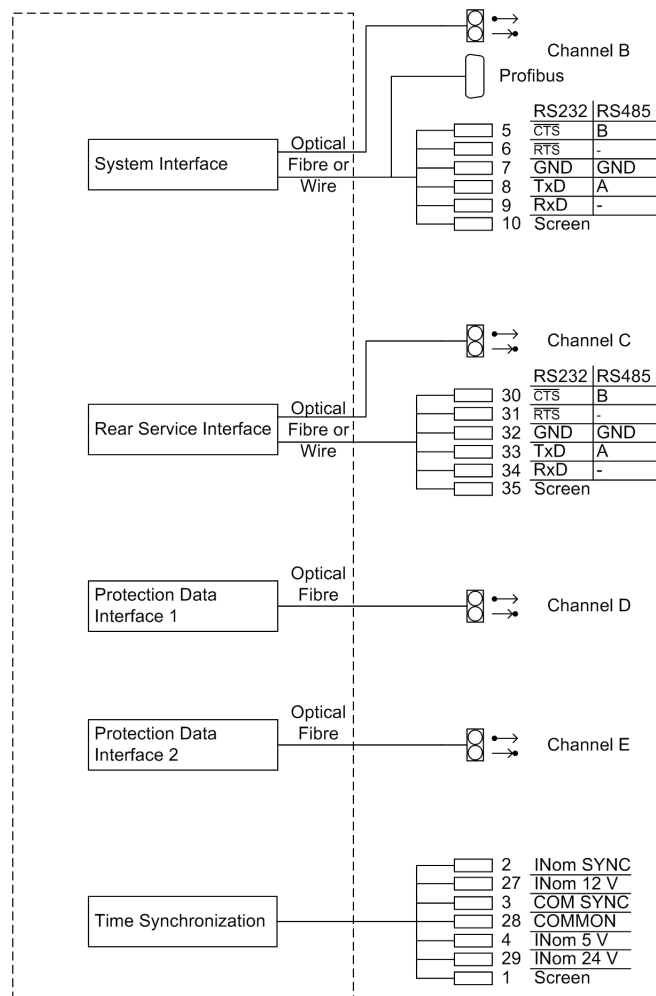 Channel B
Profibus
RS232 RS485
5 CTS B
6 RTS -
7 GND GND
8 TxD A
9 RxD -
10 Screen
System Interface
Optical
Fibre or
Wire
Channel C
RS232 RS485
30 CTS B
31 RTS -
32 GND GND
33 TxD A
34 RxD -
35 Screen
Rear Service Interface
Optical
Fibre or
Wire
Protection Data
Interface 1
Optical
Fibre
Channel D
Protection Data
Interface 2
Optical
Fibre
Channel E
Time Synchronization
2 INom SYNC
27 INom 12 V
3 COM SYNC
28 COMMON
4 INom 5 V
29 INom 24 V
1 Screen